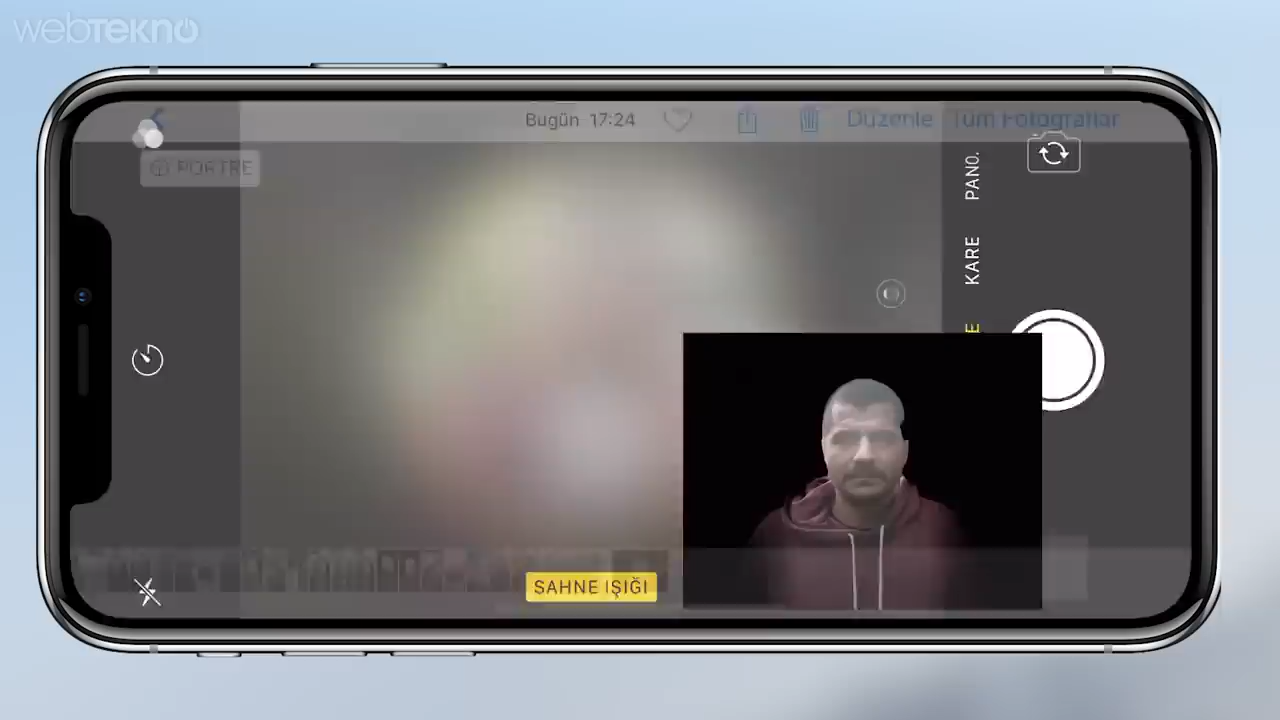 webTEKNO
Bugün 17:24
Düzenle
Tüm Fotoğraflar
PORTRE
PANO.
KARE
E
SAHNE IŞIĞI